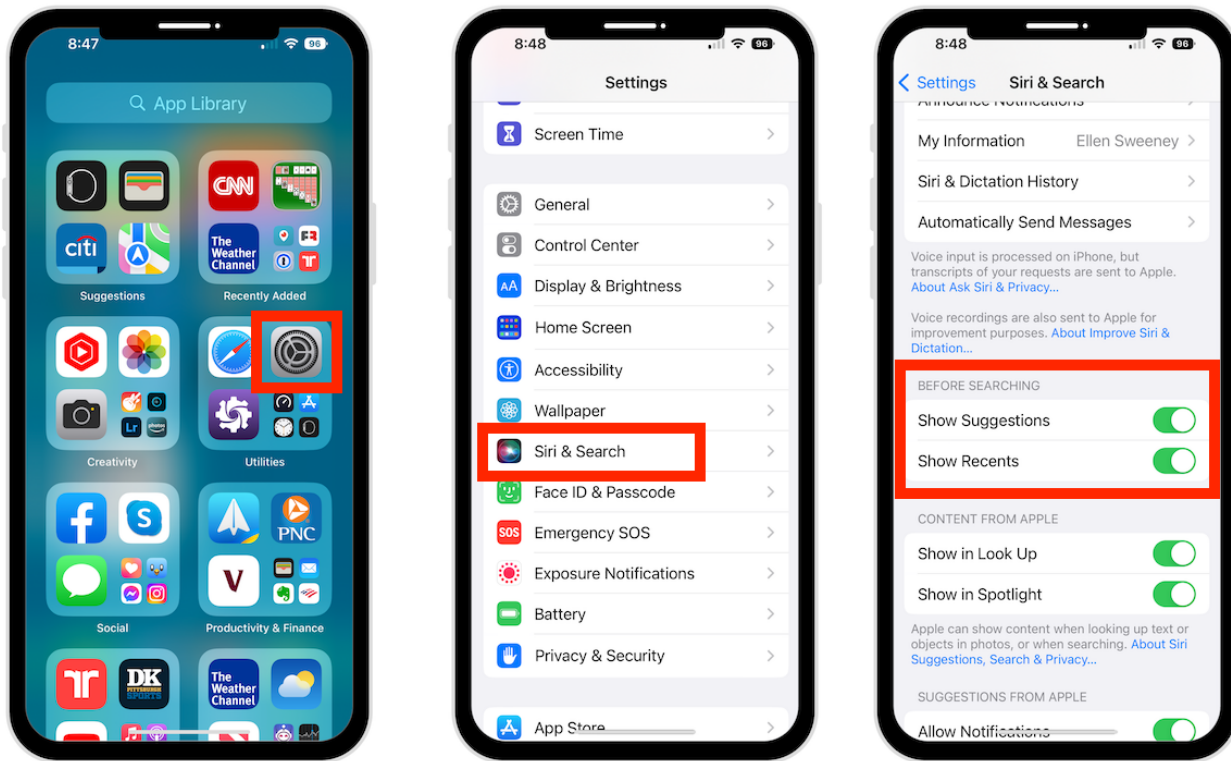 8:47
96
App Library
CNN
citi
The
Weather
Channel
Suggestions
Recently Added
Lr
photos
Creativity
Utilities
PNC
V
Social
Productivity & Finance
DK
PITTSBURGH
SPORTS
The
Weather
Channel
8:48
96
Settings
Screen Time
General
Control Center
AA
Display & Brightness
Home Screen
Accessibility
Wallpaper
Siri & Search
Face ID & Passcode
SOS
Emergency SOS
Exposure Notifications
Battery
Privacy & Security
App Store
8:48
96
Settings
Siri & Search
Announce Notifications
My Information
Ellen Sweeney
Siri & Dictation History
Automatically Send Messages
Voice input is processed on iPhone, but
transcripts of your requests are sent to Apple.
About Ask Siri & Privacy...
Voice recordings are also sent to Apple for
improvement purposes. About Improve Siri &
Dictation...
BEFORE SEARCHING
Show Suggestions
Show Recents
CONTENT FROM APPLE
Show in Look Up
Show in Spotlight
Apple can show content when looking up text or
objects in photos, or when searching. About Siri
Suggestions, Search & Privacy...
SUGGESTIONS FROM APPLE
Allow Notifications